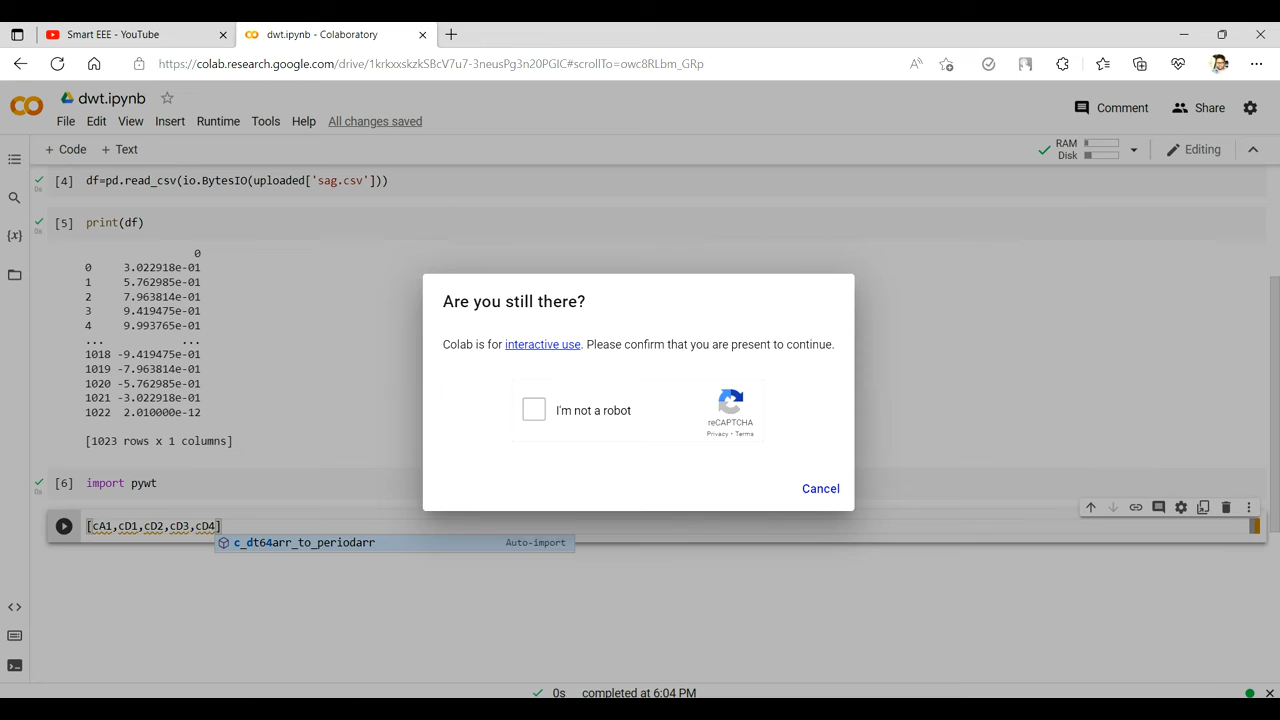 Smart EEE - YouTube
dwt.ipynb - Colaboratory
https://colab.research.google.com/drive/1krkxxskzkSBcV7u7-3neusPg3n20PGIC#scrollTo=owc8RLbm_GRp
dwt.ipynb
Comment
Share
File Edit View Insert Runtime Tools Help All changes saved
+ Code + Text
RAM
Disk
Editing
[4] df=pd.read_csv(io.BytesIO(uploaded['sag.csv']))
0s
[5] print(df)
0s
0
0 3.022918e-01
1 5.762985e-01
2 7.963814e-01
3 9.419475e-01
4 9.993765e-01
... ...
1018 -9.419475e-01
1019 -7.963814e-01
1020 -5.762985e-01
1021 -3.022918e-01
1022 2.010000e-12
[1023 rows x 1 columns]
[6] import pywt
0s
[cA1,cD1,cD2,cD3,cD4]
c_dt64arr_to_periodarr Auto-import
Are you still there?
Colab is for interactive use. Please confirm that you are present to continue.
I'm not a robot
reCAPTCHA
Privacy - Terms
Cancel
0s completed at 6:04 PM